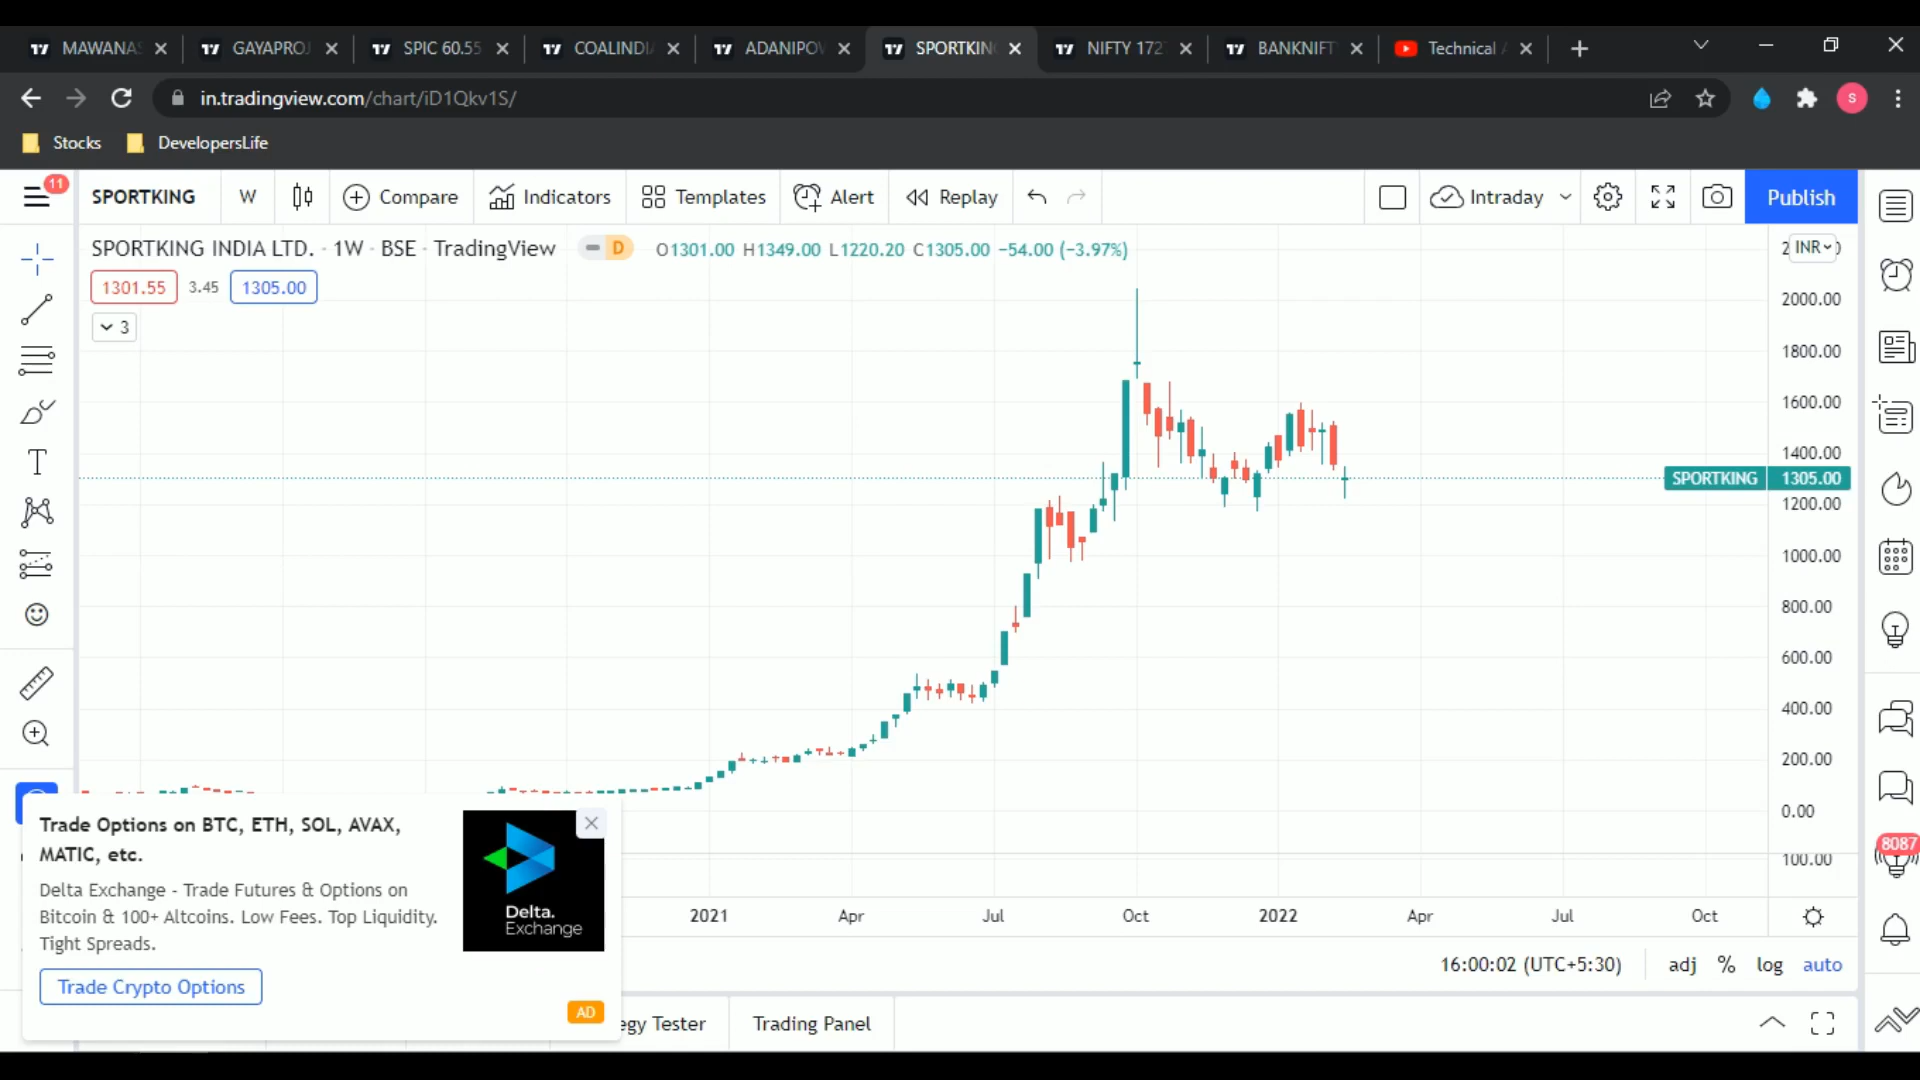 MAWANAS
GAYAPROJ
SPIC 60.55
COALINDIA
ADANIPOV
SPORTKIN
NIFTY 172
BANKNIFT
Technical
in.tradingview.com/chart/iD1Qkv1S/
S
Stocks
DevelopersLife
11
SPORTKING
W
Compare
Indicators
Templates
Alert
Replay
Intraday
Publish
SPORTKING INDIA LTD. · 1W · BSE · TradingView
D
O1301.00 H1349.00 L1220.20 C1305.00 −54.00 (−3.97%)
INR
1301.55
3.45
1305.00
3
2000.00
1800.00
1600.00
1400.00
SPORTKING 1305.00
1200.00
1000.00
800.00
600.00
400.00
200.00
0.00
100.00
8087
Trade Options on BTC, ETH, SOL, AVAX,
MATIC, etc.
Delta Exchange - Trade Futures & Options on
Bitcoin & 100+ Altcoins. Low Fees. Top Liquidity.
Tight Spreads.
Trade Crypto Options
Delta.
Exchange
AD
2021
Apr
Jul
Oct
2022
Apr
Jul
Oct
16:00:02 (UTC+5:30)
adj
%
log
auto
egy Tester
Trading Panel